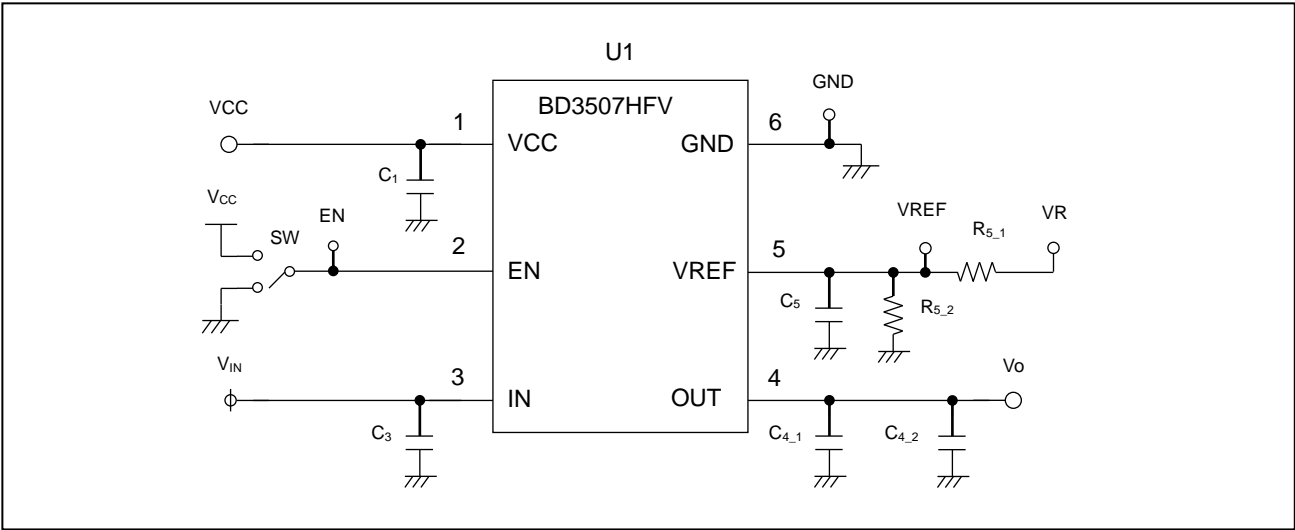 U1
BD3507HFV
VCC
1
VCC
GND
6
GND
C1
VCC
SW
EN
2
EN
VREF
5
VREF
R5_1
VR
C5
R5_2
VIN
3
IN
OUT
4
Vo
C3
C4_1
C4_2